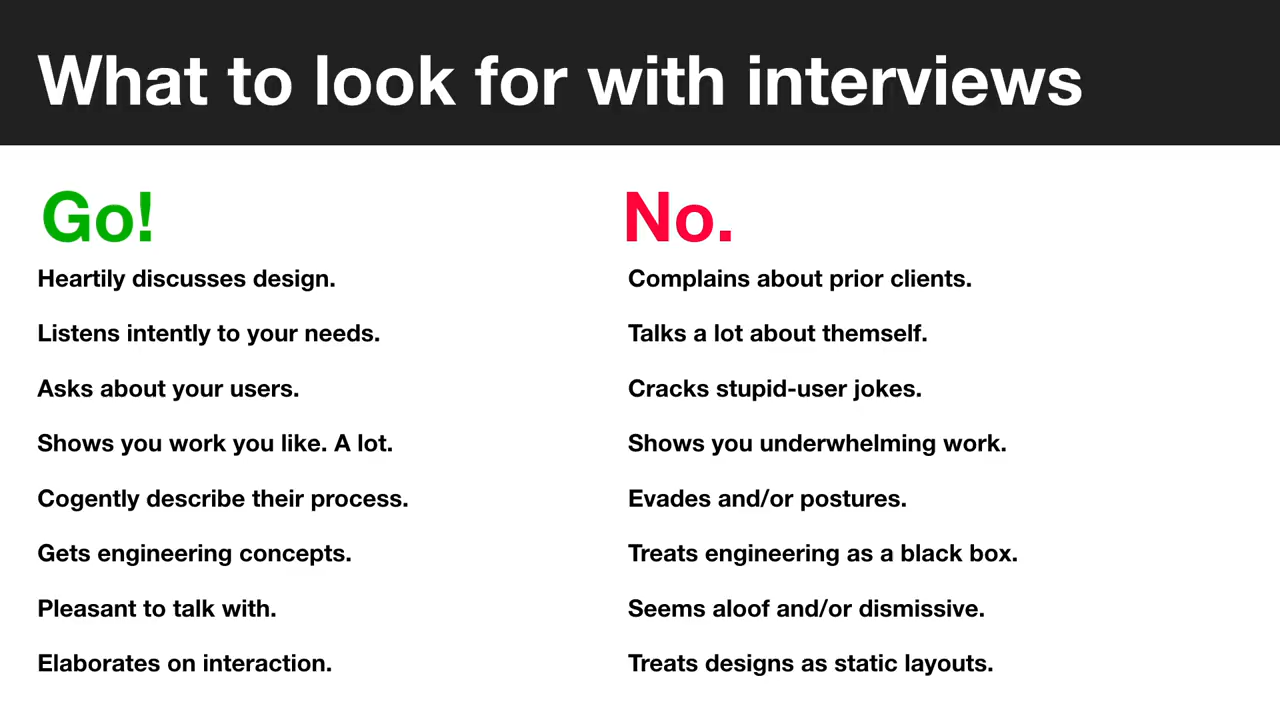 What to look for with interviews
Go!
Heartily discusses design.
Listens intently to your needs.
Asks about your users.
Shows you work you like. A lot.
Cogently describe their process.
Gets engineering concepts.
Pleasant to talk with.
Elaborates on interaction.
No.
Complains about prior clients.
Talks a lot about themself.
Cracks stupid-user jokes.
Shows you underwhelming work.
Evades and/or postures.
Treats engineering as a black box.
Seems aloof and/or dismissive.
Treats designs as static layouts.